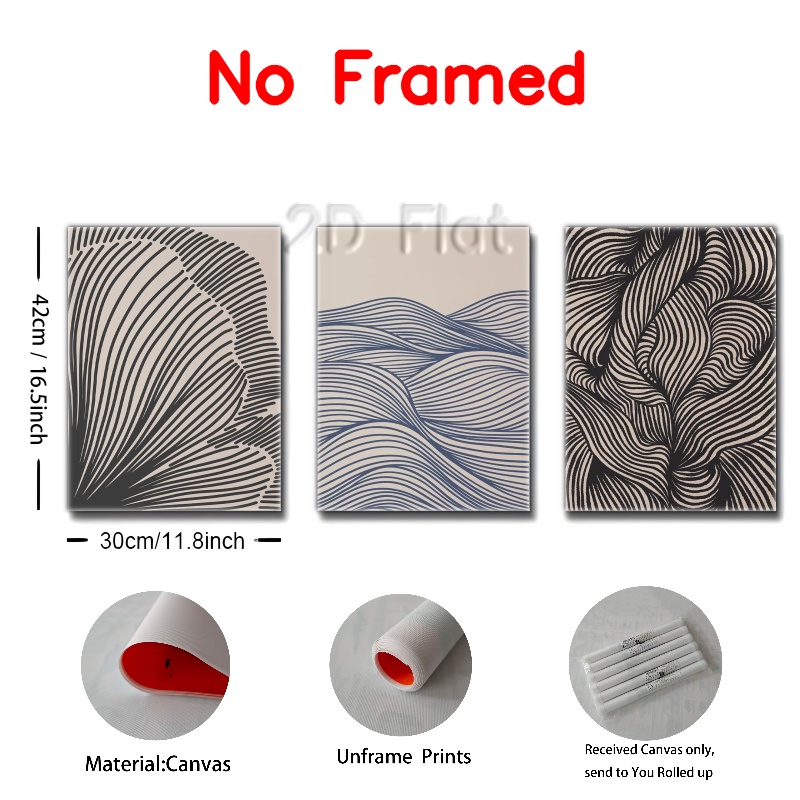 No Framed
2D Flat
42cm / 16.5inch
30cm/11.8inch
Material:Canvas
Unframe Prints
Received Canvas only,
send to You Rolled up